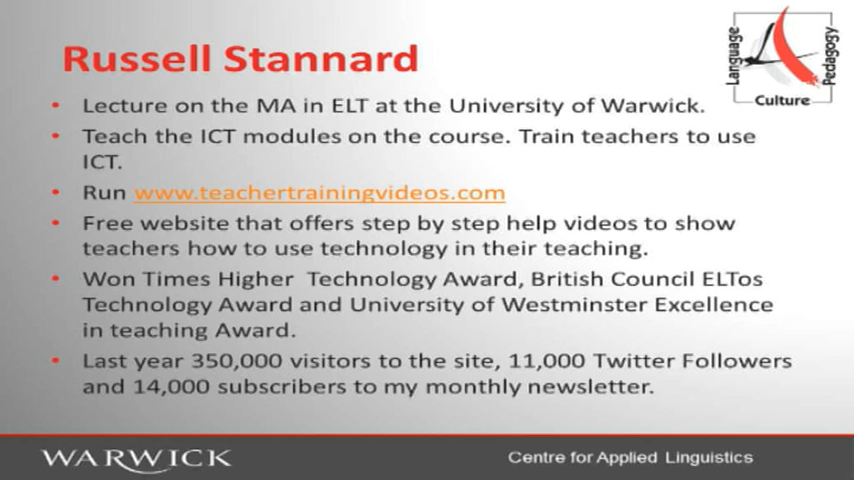 Russell Stannard
Language
Pedagogy
Culture
• Lecture on the MA in ELT at the University of Warwick.
• Teach the ICT modules on the course. Train teachers to use
ICT.
• Run www.teachertrainingvideos.com
• Free website that offers step by step help videos to show
teachers how to use technology in their teaching.
• Won Times Higher  Technology Award, British Council ELTos
Technology Award and University of Westminster Excellence
in teaching Award.
• Last year 350,000 visitors to the site, 11,000 Twitter Followers
and 14,000 subscribers to my monthly newsletter.
WARWICK
Centre for Applied Linguistics